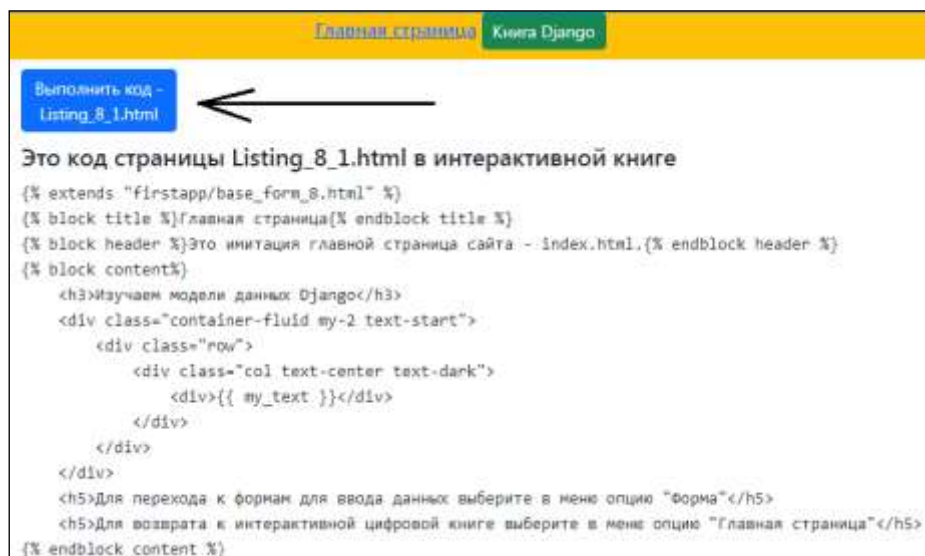 Главная страница Книга Django
Выполнить код -
Listing_8_1.html
Это код страницы Listing_8_1.html в интерактивной книге
{% extends "firstapp/base_form_8.html" %}
{% block title %}Главная страница{% endblock title %}
{% block header %}Это имитация главной страница сайта - index.html.{% endblock header %}
{% block content%}
    <h3>Изучаем модели данных Django</h3>
    <div class="container-fluid my-2 text-start">
        <div class="row">
            <div class="col text-center text-dark">
                <div>{{ my_text }}</div>
            </div>
        </div>
    </div>
    <h5>Для перехода к формам для ввода данных выберите в меню опцию "Форма"</h5>
    <h5>Для возврата к интерактивной цифровой книге выберите в меню опцию "Главная страница"</h5>
{% endblock content %}